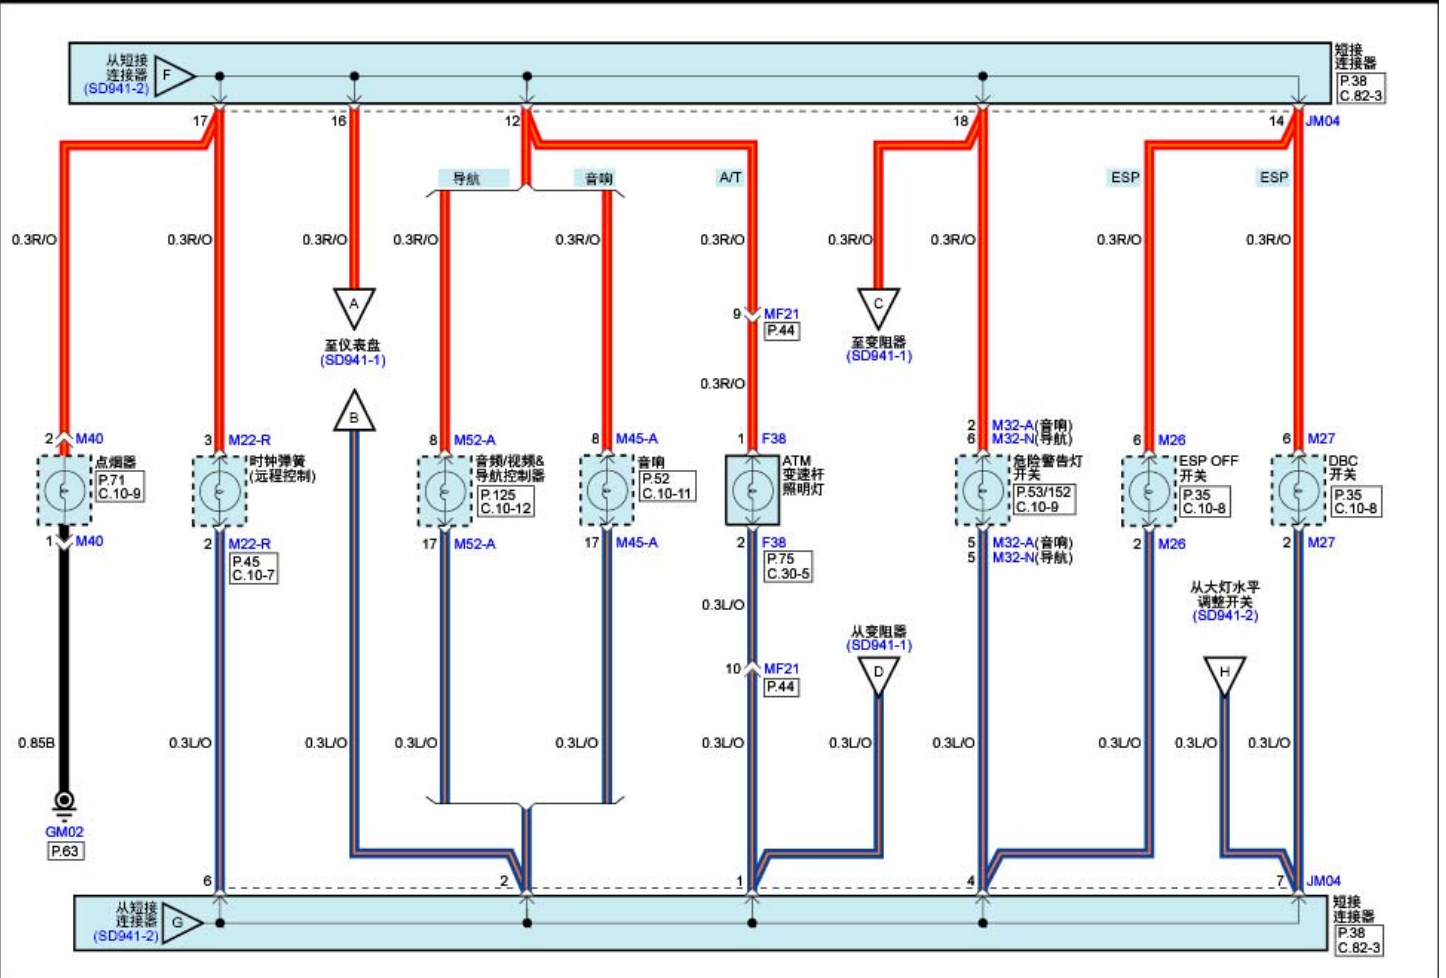 从短接
连接器
(SD941-2)
F
短接
连接器
P.38
C.82-3
17
16
12
18
14
JM04
导航
音响
A/T
ESP
ESP
0.3R/O
0.3R/O
0.3R/O
0.3R/O
0.3R/O
0.3R/O
0.3R/O
0.3R/O
0.3R/O
0.3R/O
A
至仪表盘
(SD941-1)
9
MF21
P.44
C
至变阻器
(SD941-1)
0.3R/O
B
2
M40
3
M22-R
8
M52-A
8
M45-A
1
F38
2
M32-A(音响)
6
M32-N(导航)
6
M26
6
M27
点烟器
P.71
C.10-9
时钟弹簧
(远程控制)
音频/视频&
导航控制器
P.125
C.10-12
音响
P.52
C.10-11
ATM
变速杆
照明灯
危险警告灯
开关
P.53/152
C.10-9
ESP OFF
开关
P.35
C.10-8
DBC
开关
P.35
C.10-8
1
M40
2
M22-R
P.45
C.10-7
17
M52-A
17
M45-A
2
F38
P.75
C.30-5
5
M32-A(音响)
5
M32-N(导航)
2
M26
2
M27
0.3L/O
从变阻器
(SD941-1)
D
从大灯水平
调整开关
(SD941-2)
H
10
MF21
P.44
0.85B
0.3L/O
0.3L/O
0.3L/O
0.3L/O
0.3L/O
0.3L/O
0.3L/O
0.3L/O
0.3L/O
0.3L/O
GM02
P.63
6
2
1
4
7
JM04
从短接
连接器
(SD941-2)
G
短接
连接器
P.38
C.82-3